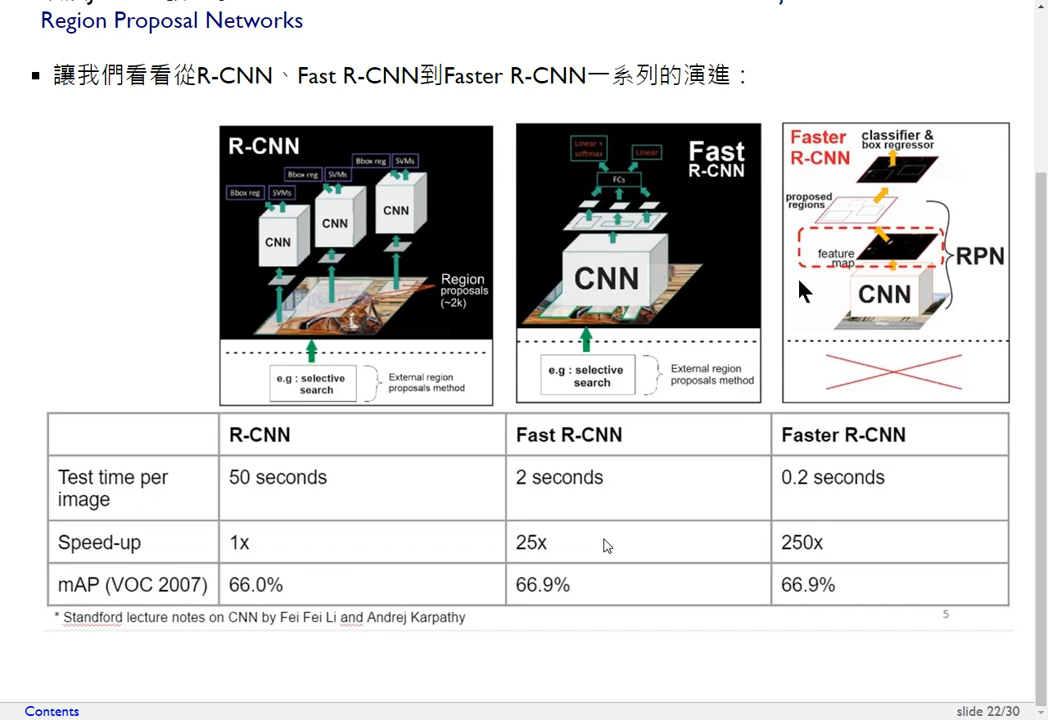 Region Proposal Networks
▪ 讓我們看看從R-CNN、Fast R-CNN到Faster R-CNN一系列的演進：
R-CNN
Bbox reg SVMs
Bbox reg SVMs
Bbox reg SVMs
CNN
CNN
CNN
Region
proposals
(~2k)
e.g : selective
search
External region
proposals method
Fast
R-CNN
Linear +
softmax
Linear
FCs
CNN
e.g : selective
search
External region
proposals method
Faster
R-CNN
classifier &
box regressor
proposed
regions
feature
map
CNN
RPN
R-CNN Fast R-CNN Faster R-CNN
Test time per
image
50 seconds 2 seconds 0.2 seconds
Speed-up 1x 25x 250x
mAP (VOC 2007) 66.0% 66.9% 66.9%
* Standford lecture notes on CNN by Fei Fei Li and Andrej Karpathy
5
Contents
slide 22/30